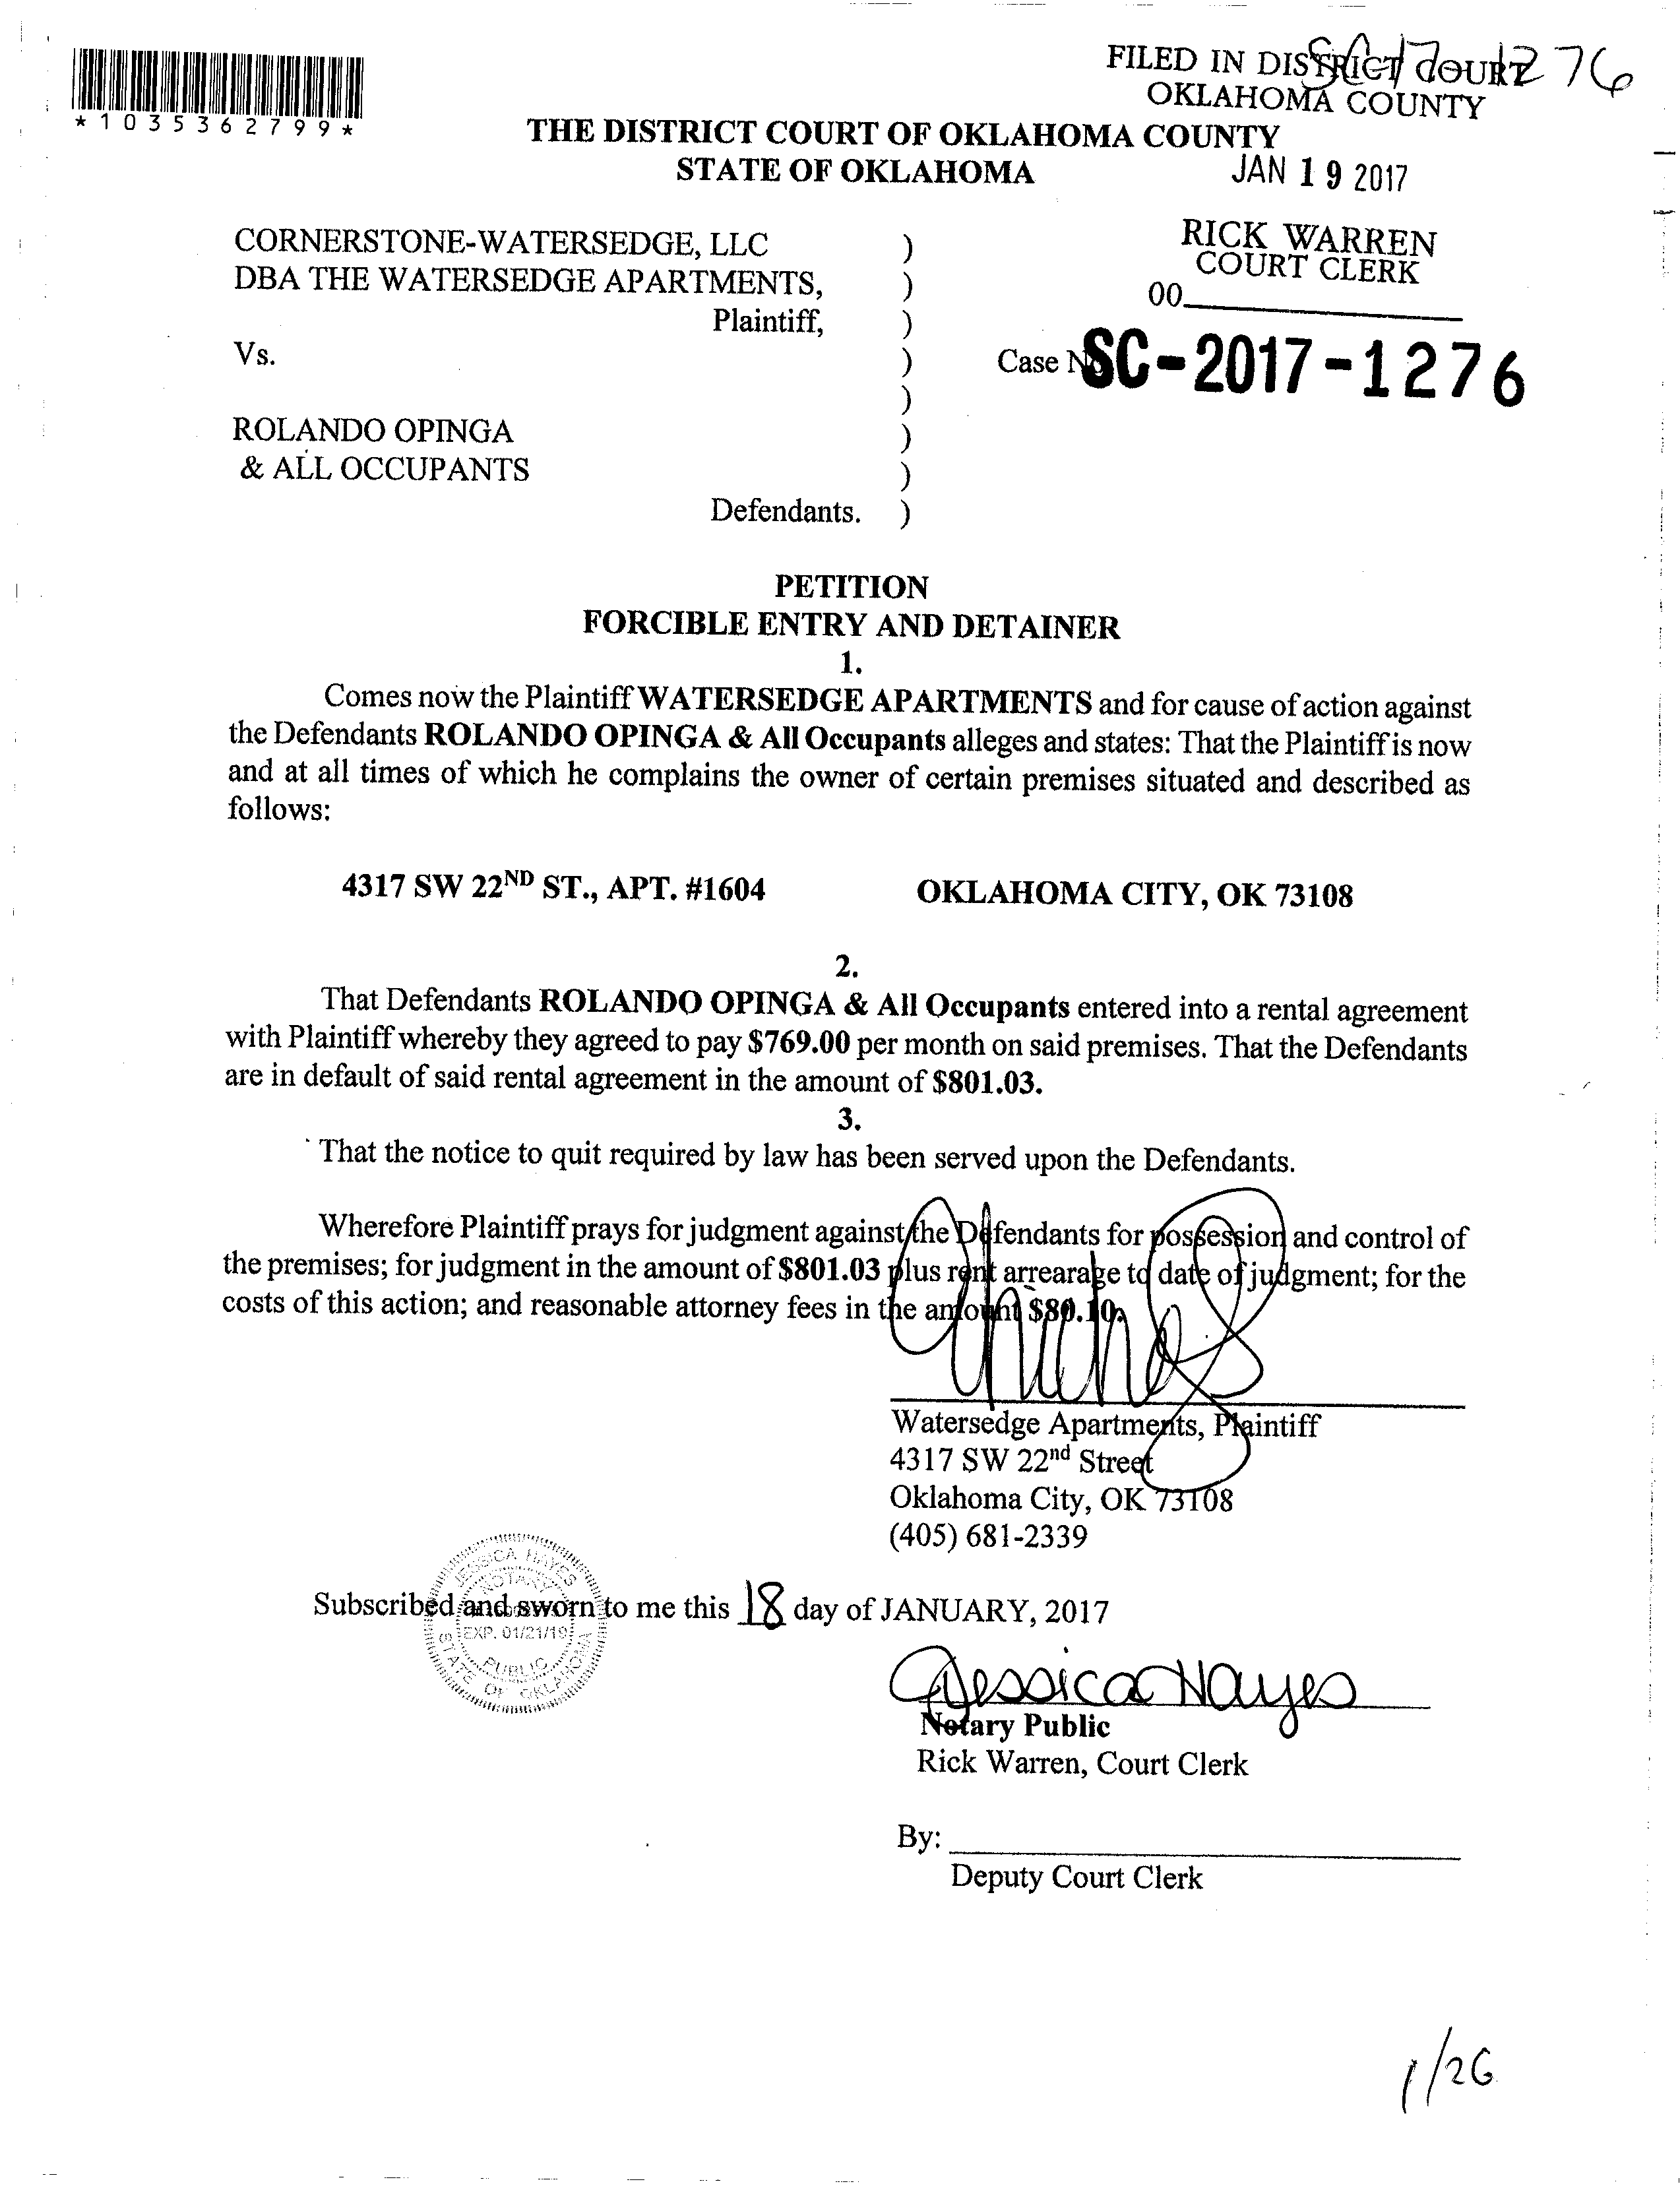 SC-17-1276
FILED IN DISTRICT COURT
OKLAHOMA COUNTY
*1035362799*
THE DISTRICT COURT OF OKLAHOMA COUNTY
STATE OF OKLAHOMA
JAN 19 2017
RICK WARREN
COURT CLERK
00
CORNERSTONE-WATERSEDGE, LLC )
DBA THE WATERSEDGE APARTMENTS, )
Plaintiff, )
Vs. ) Case No. SC-2017-1276
)
ROLANDO OPINGA )
& ALL OCCUPANTS )
Defendants. )
PETITION
FORCIBLE ENTRY AND DETAINER
1.
Comes now the Plaintiff WATERSEDGE APARTMENTS and for cause of action against
the Defendants ROLANDO OPINGA & All Occupants alleges and states: That the Plaintiff is now
and at all times of which he complains the owner of certain premises situated and described as
follows:
4317 SW 22ND ST., APT. #1604 OKLAHOMA CITY, OK 73108
2.
That Defendants ROLANDO OPINGA & All Occupants entered into a rental agreement
with Plaintiff whereby they agreed to pay $769.00 per month on said premises. That the Defendants
are in default of said rental agreement in the amount of $801.03.
3.
That the notice to quit required by law has been served upon the Defendants.
Wherefore Plaintiff prays for judgment against the Defendants for possession and control of
the premises; for judgment in the amount of $801.03 plus rent arrearage to date of judgment; for the
costs of this action; and reasonable attorney fees in the amount $80.10.
Watersedge Apartments, Plaintiff
4317 SW 22nd Street
Oklahoma City, OK 73108
(405) 681-2339
Subscribed and sworn to me this 18 day of JANUARY, 2017
JESSICA HAYES
NOTARY
EXP. 01/21/19
PUBLIC
STATE OF OKLAHOMA
Jessica Hayes
Notary Public
Rick Warren, Court Clerk
By:
Deputy Court Clerk
1/26